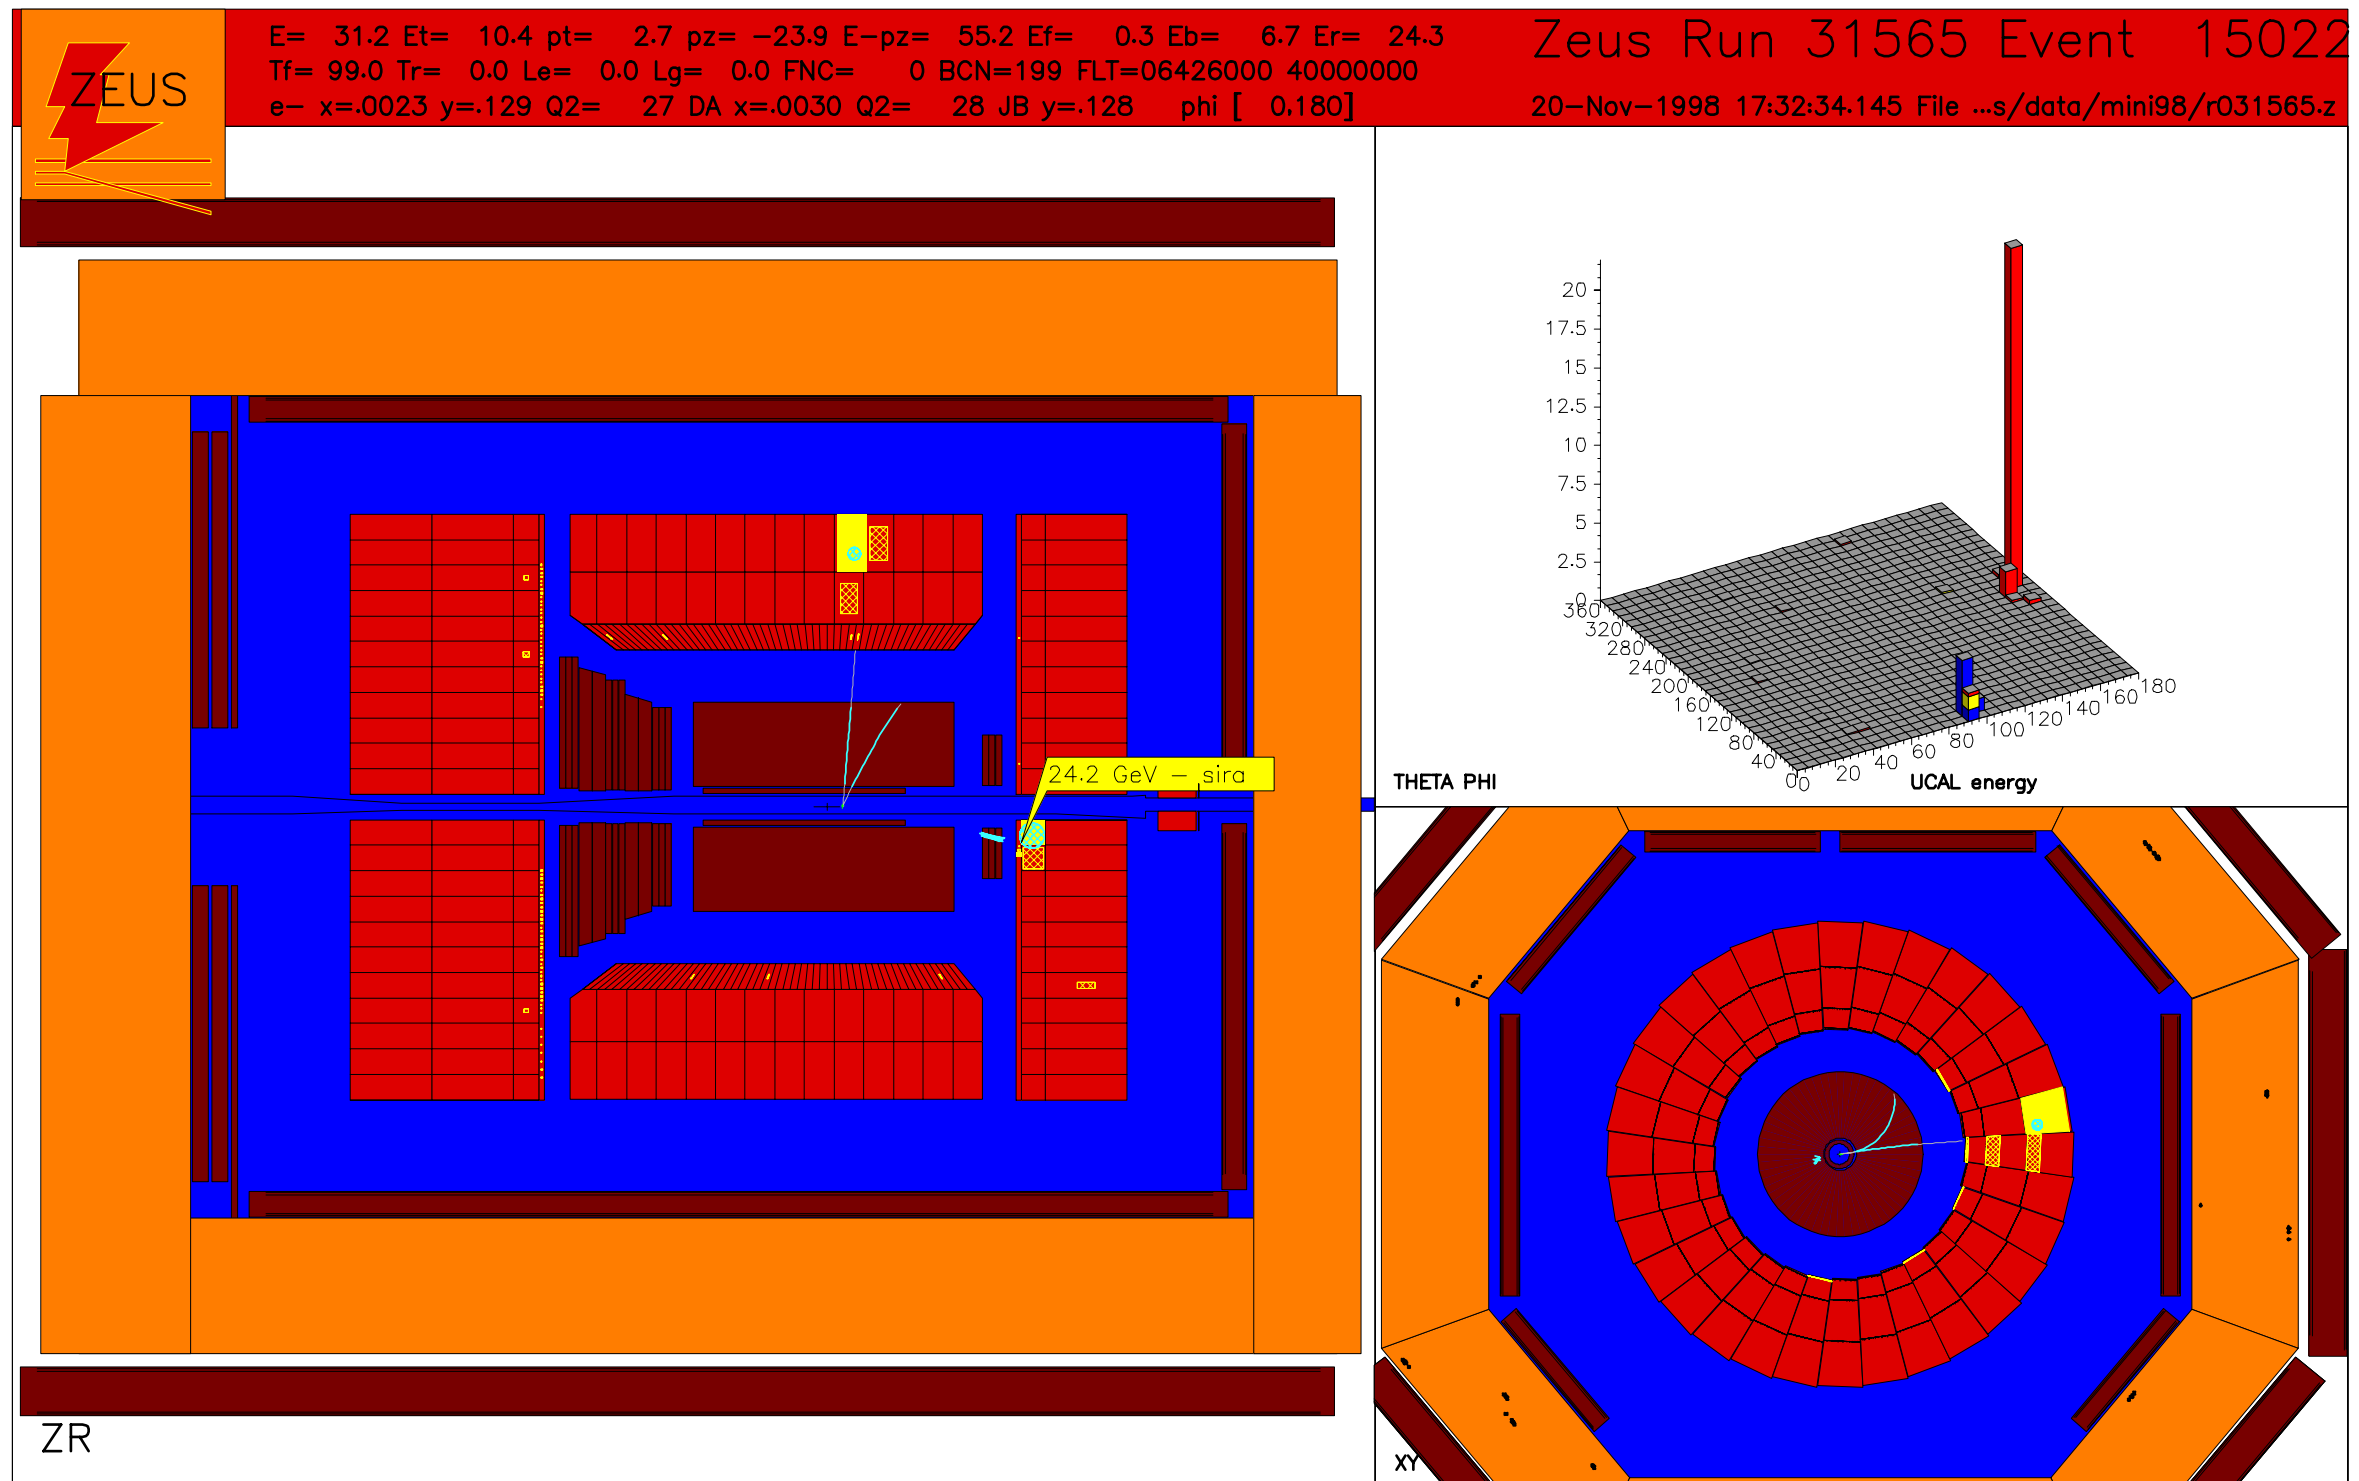 ZEUS
E= 31.2 Et= 10.4 pt= 2.7 pz= -23.9 E-pz= 55.2 Ef= 0.3 Eb= 6.7 Er= 24.3
Tf= 99.0 Tr= 0.0 Le= 0.0 Lg= 0.0 FNC= 0 BCN=199 FLT=06426000 40000000
e- x=.0023 y=.129 Q2= 27 DA x=.0030 Q2= 28 JB y=.128 phi [ 0,180]
Zeus Run 31565 Event 15022
20-Nov-1998 17:32:34.145 File ...s/data/mini98/r031565.z
24.2 GeV - sira
ZR
20
17.5
15
12.5
10
7.5
5
2.5
0
360
320
280
240
200
160
120
80
40
0
0
20
40
60
80
100
120
140
160
180
THETA PHI
UCAL energy
XY